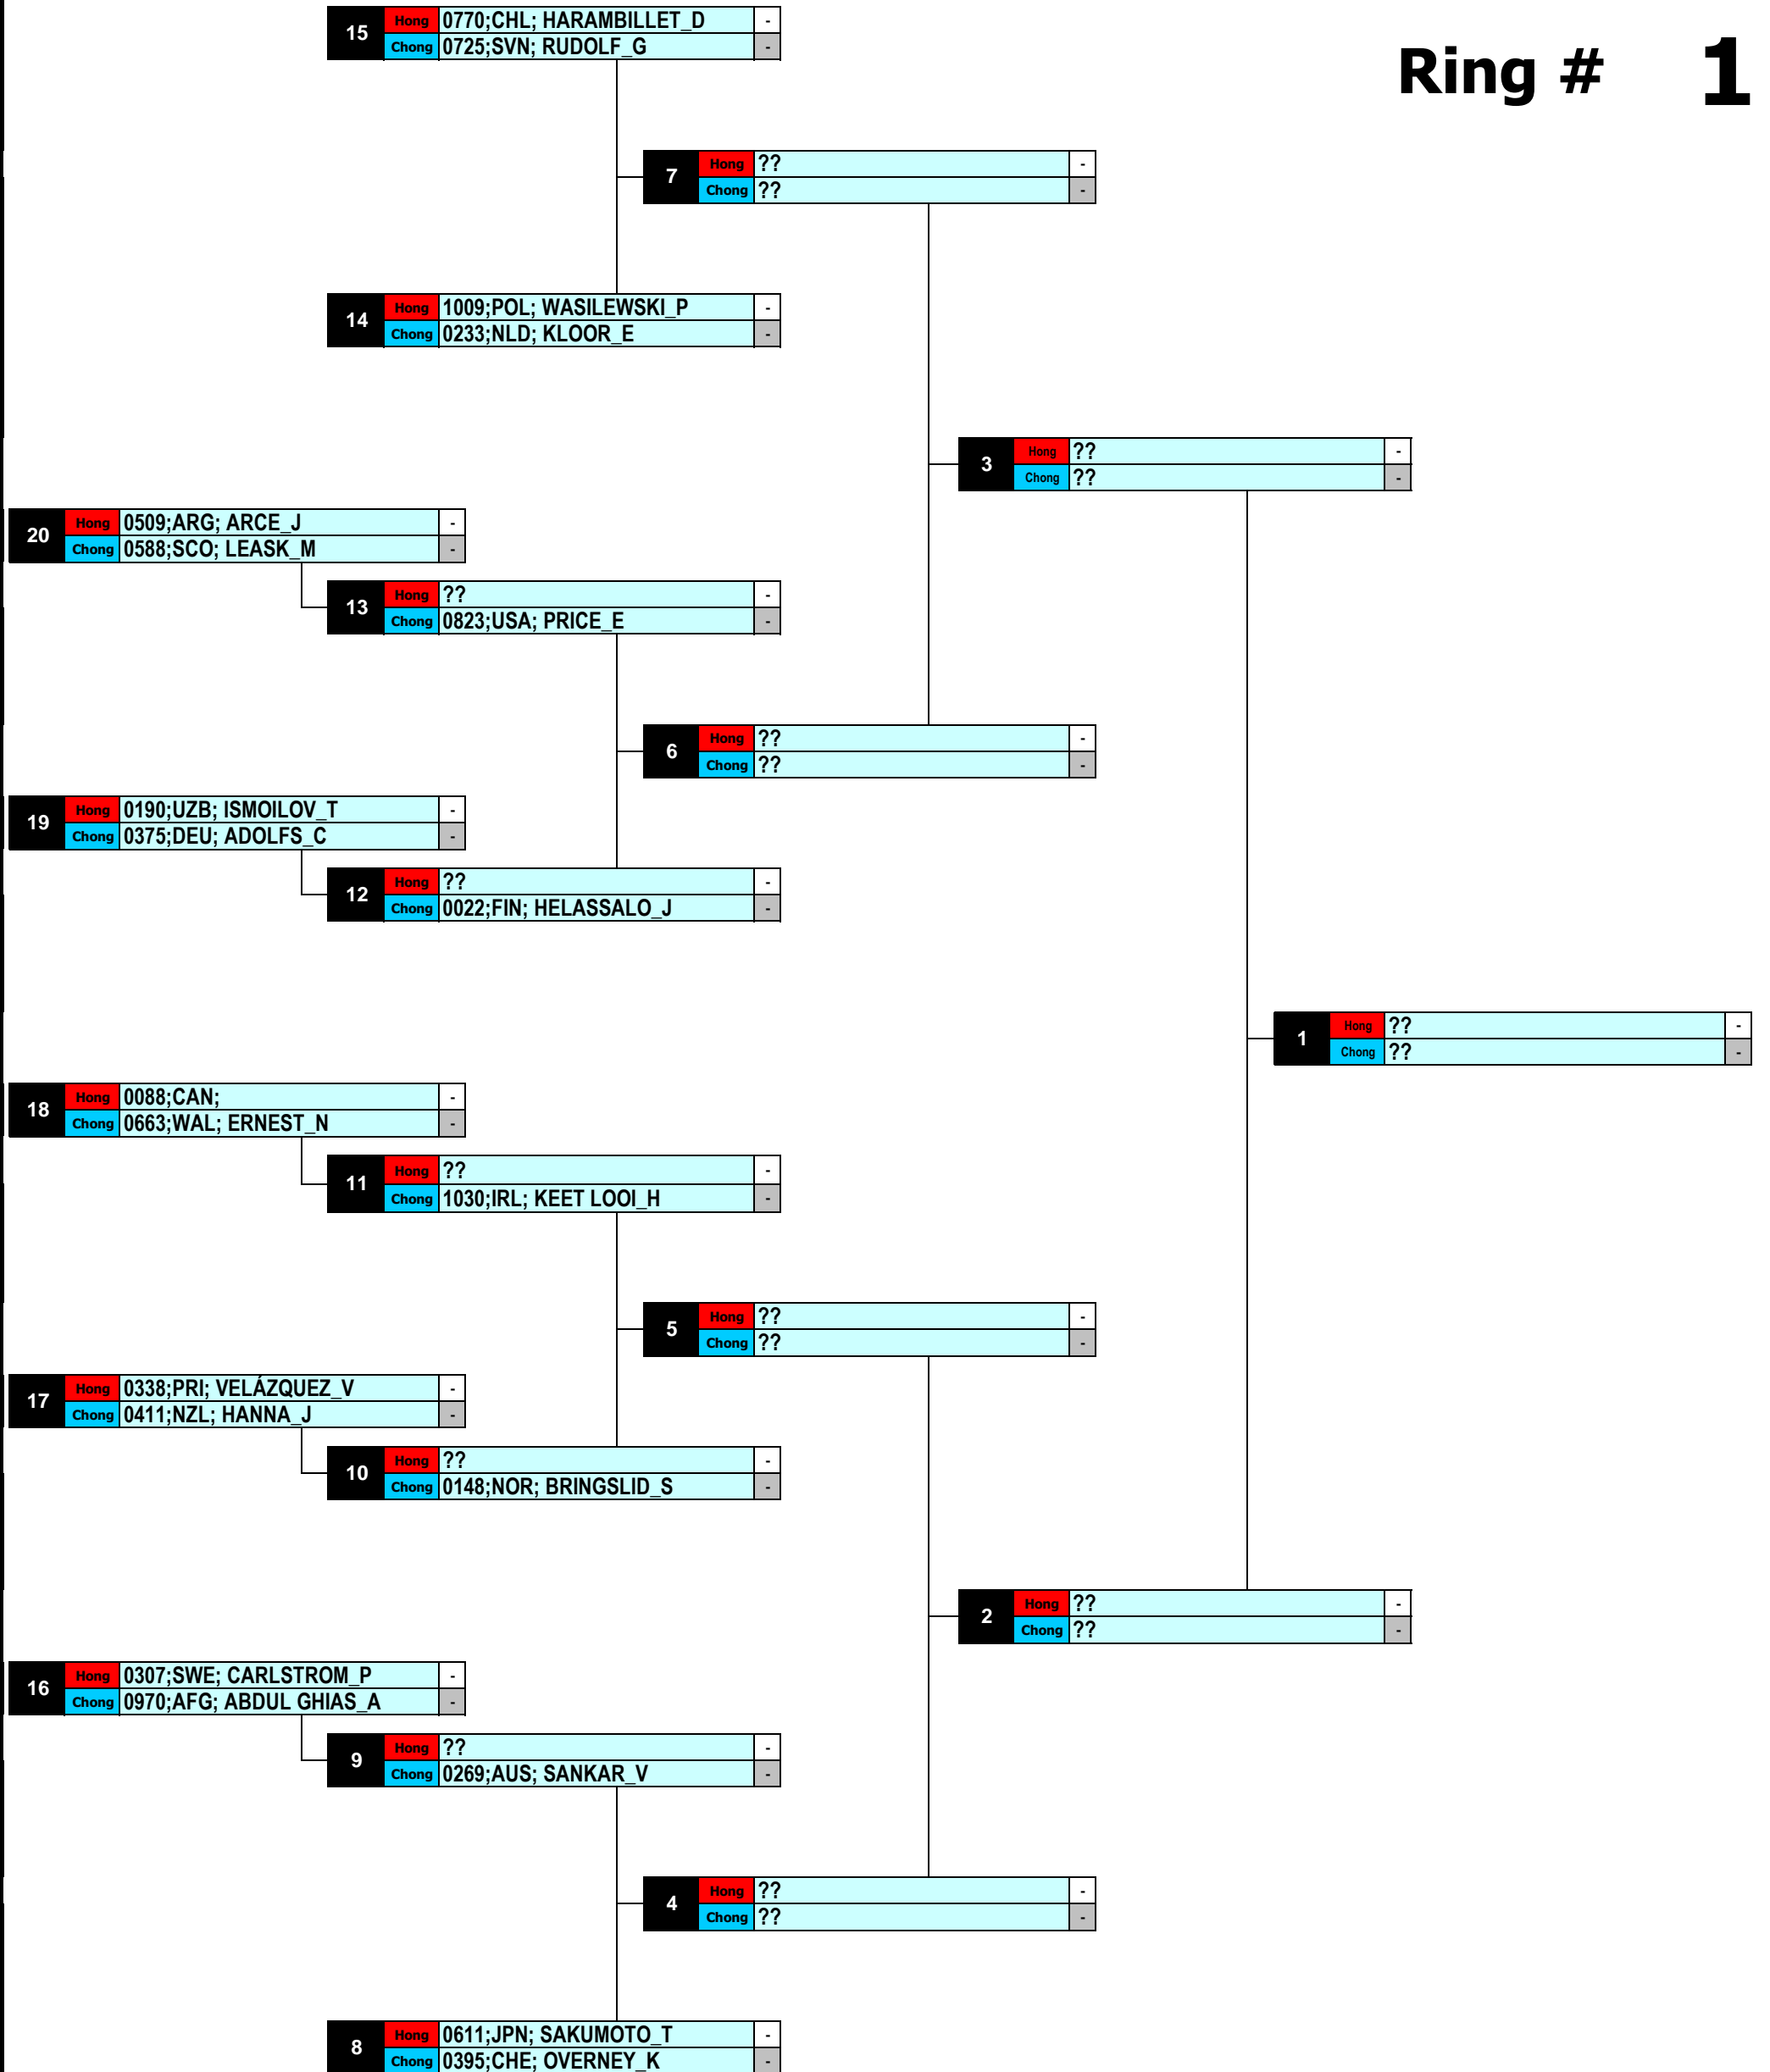 Ring # 1
15
Hong 0770;CHL; HARAMBILLET_D -
Chong 0725;SVN; RUDOLF_G -
7
Hong ?? -
Chong ?? -
14
Hong 1009;POL; WASILEWSKI_P -
Chong 0233;NLD; KLOOR_E -
3
Hong ?? -
Chong ?? -
20
Hong 0509;ARG; ARCE_J -
Chong 0588;SCO; LEASK_M -
13
Hong ?? -
Chong 0823;USA; PRICE_E -
6
Hong ?? -
Chong ?? -
19
Hong 0190;UZB; ISMOILOV_T -
Chong 0375;DEU; ADOLFS_C -
12
Hong ?? -
Chong 0022;FIN; HELASSALO_J -
1
Hong ?? -
Chong ?? -
18
Hong 0088;CAN; -
Chong 0663;WAL; ERNEST_N -
11
Hong ?? -
Chong 1030;IRL; KEET LOOI_H -
5
Hong ?? -
Chong ?? -
17
Hong 0338;PRI; VELÁZQUEZ_V -
Chong 0411;NZL; HANNA_J -
10
Hong ?? -
Chong 0148;NOR; BRINGSLID_S -
2
Hong ?? -
Chong ?? -
16
Hong 0307;SWE; CARLSTROM_P -
Chong 0970;AFG; ABDUL GHIAS_A -
9
Hong ?? -
Chong 0269;AUS; SANKAR_V -
4
Hong ?? -
Chong ?? -
8
Hong 0611;JPN; SAKUMOTO_T -
Chong 0395;CHE; OVERNEY_K -